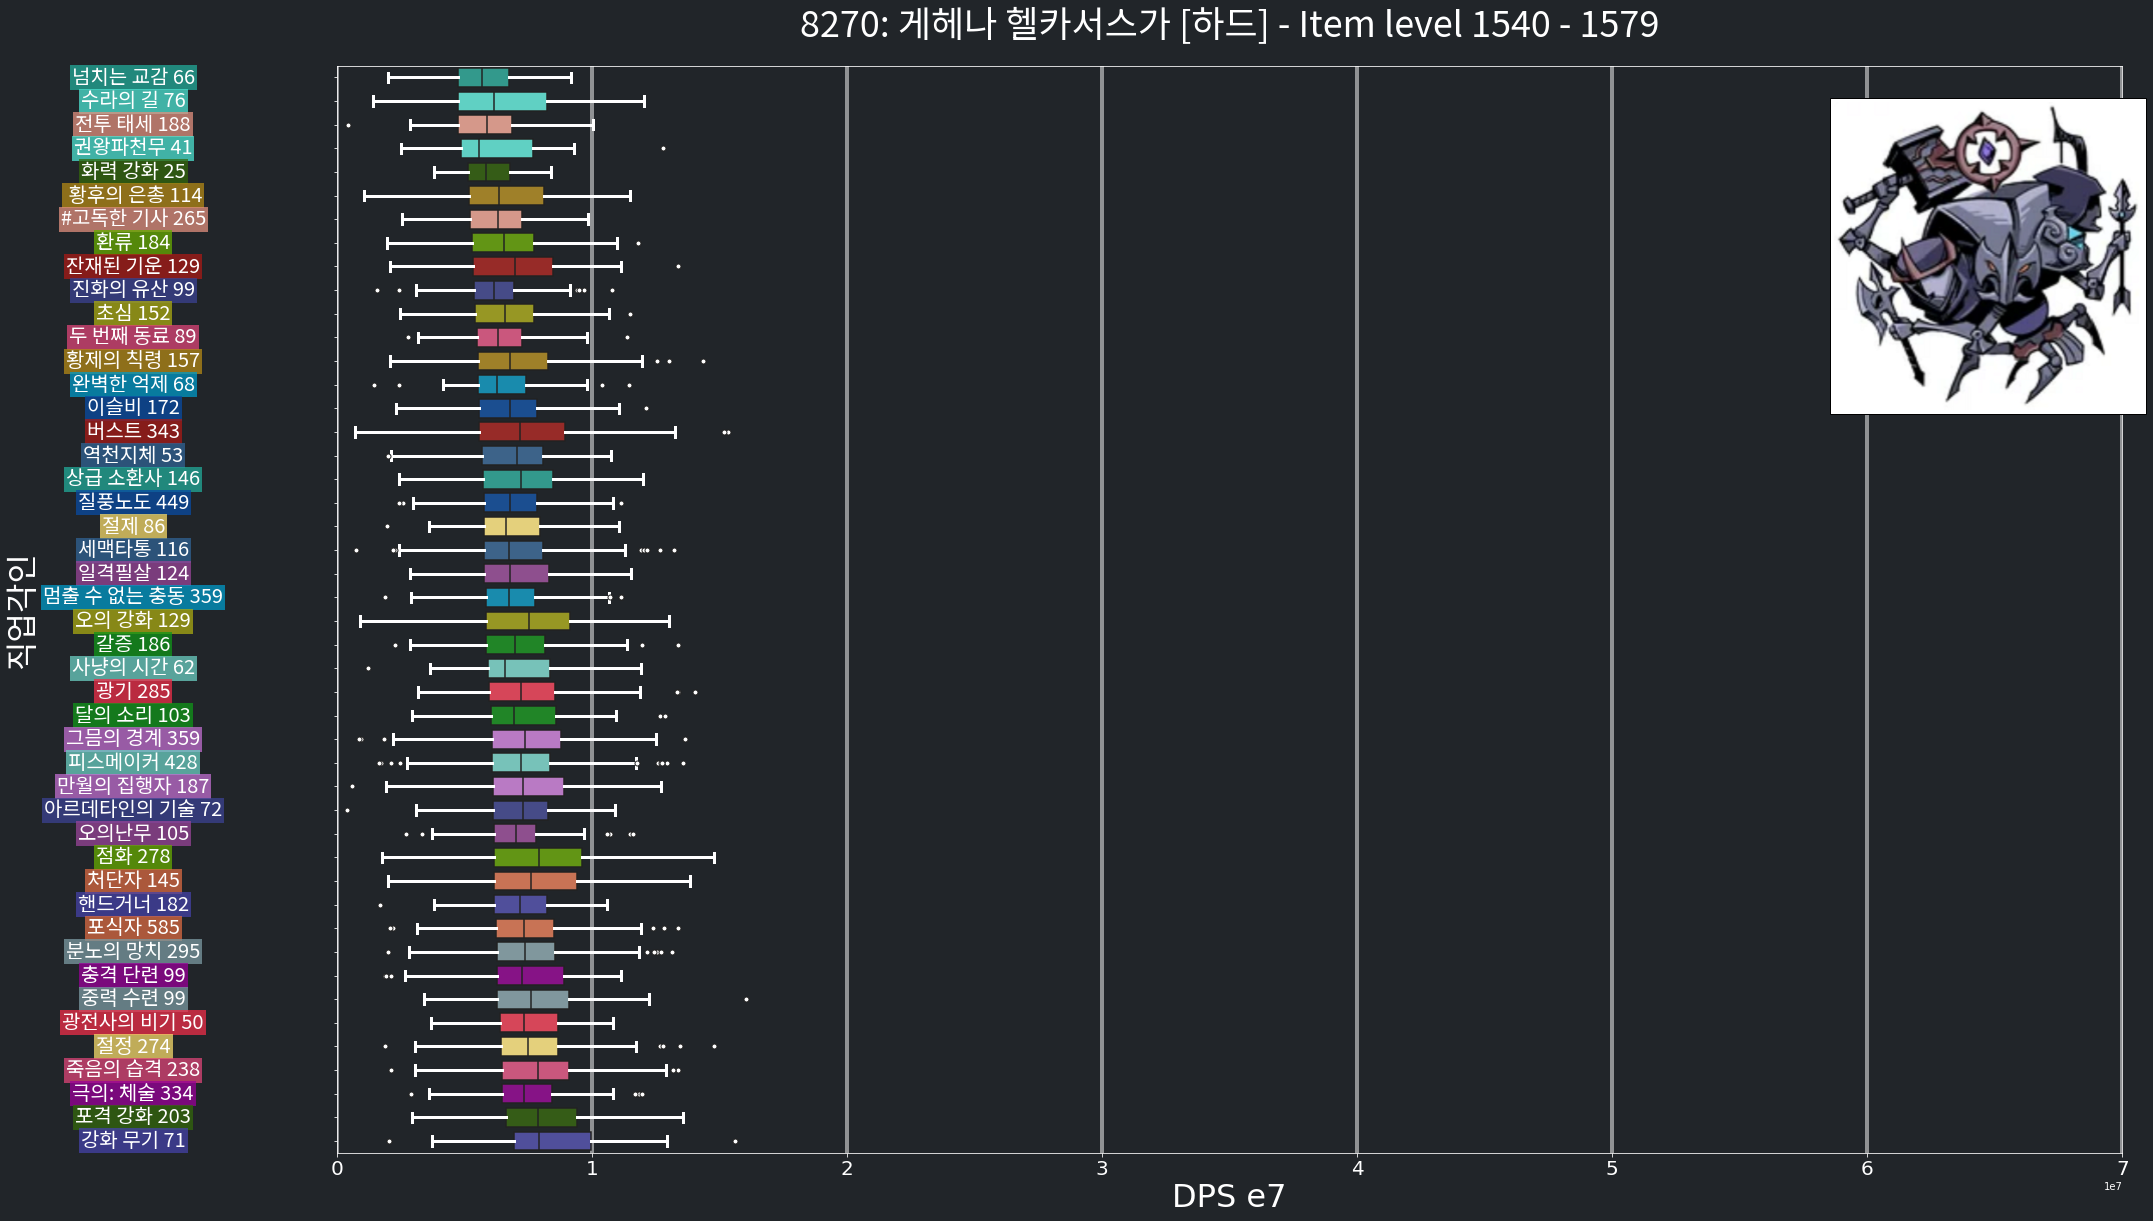 8270: 게헤나 헬카서스가 [하드] - Item level 1540 - 1579
넘치는 교감 66
수라의 길 76
전투 태세 188
권왕파천무 41
화력 강화 25
황후의 은총 114
#고독한 기사 265
환류 184
잔재된 기운 129
진화의 유산 99
초심 152
두 번째 동료 89
황제의 칙령 157
완벽한 억제 68
이슬비 172
버스트 343
역천지체 53
상급 소환사 146
질풍노도 449
절제 86
세맥타통 116
일격필살 124
멈출 수 없는 충동 359
오의 강화 129
갈증 186
사냥의 시간 62
광기 285
달의 소리 103
그믐의 경계 359
피스메이커 428
만월의 집행자 187
아르데타인의 기술 72
오의난무 105
점화 278
처단자 145
핸드거너 182
포식자 585
분노의 망치 295
충격 단련 99
중력 수련 99
광전사의 비기 50
절정 274
죽음의 습격 238
극의: 체술 334
포격 강화 203
강화 무기 71
직업각인
0 1 2 3 4 5 6 7
1e7
DPS e7